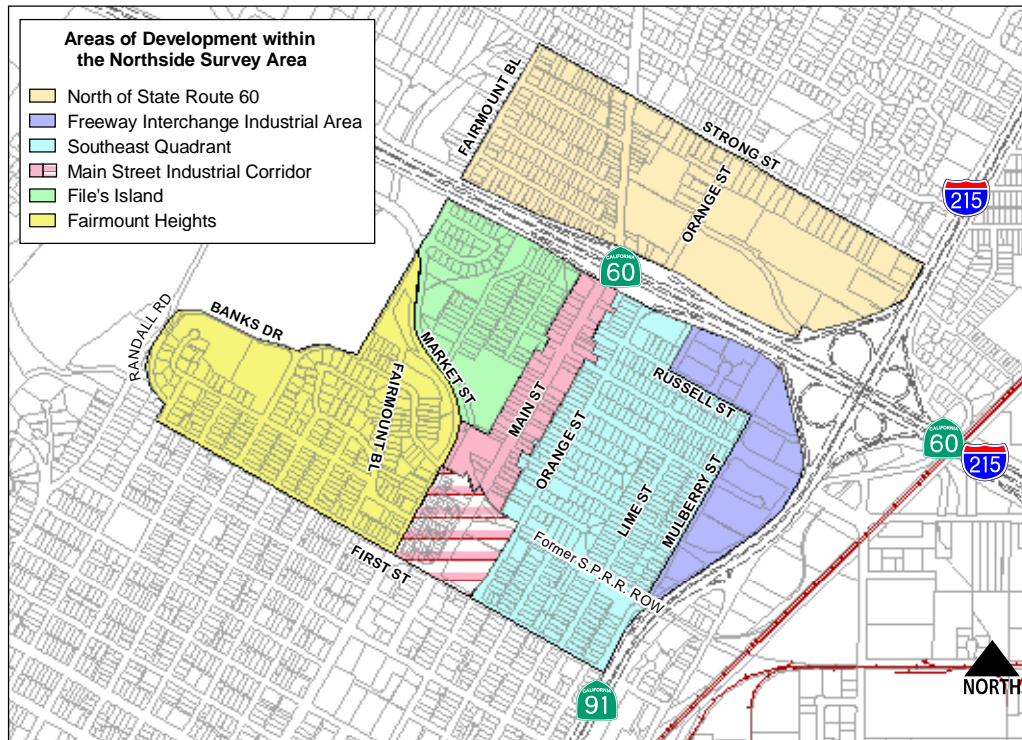 Areas of Development within
the Northside Survey Area
North of State Route 60
Freeway Interchange Industrial Area
Southeast Quadrant
Main Street Industrial Corridor
File's Island
Fairmount Heights
FAIRMOUNT BL
STRONG ST
ORANGE ST
215
CALIFORNIA
60
RANDALL RD
BANKS DR
MARKET ST
FAIRMOUNT BL
MAIN ST
ORANGE ST
RUSSELL ST
LIME ST
MULBERRY ST
CALIFORNIA
60
215
FIRST ST
Former S.P.R.R. ROW
CALIFORNIA
91
NORTH